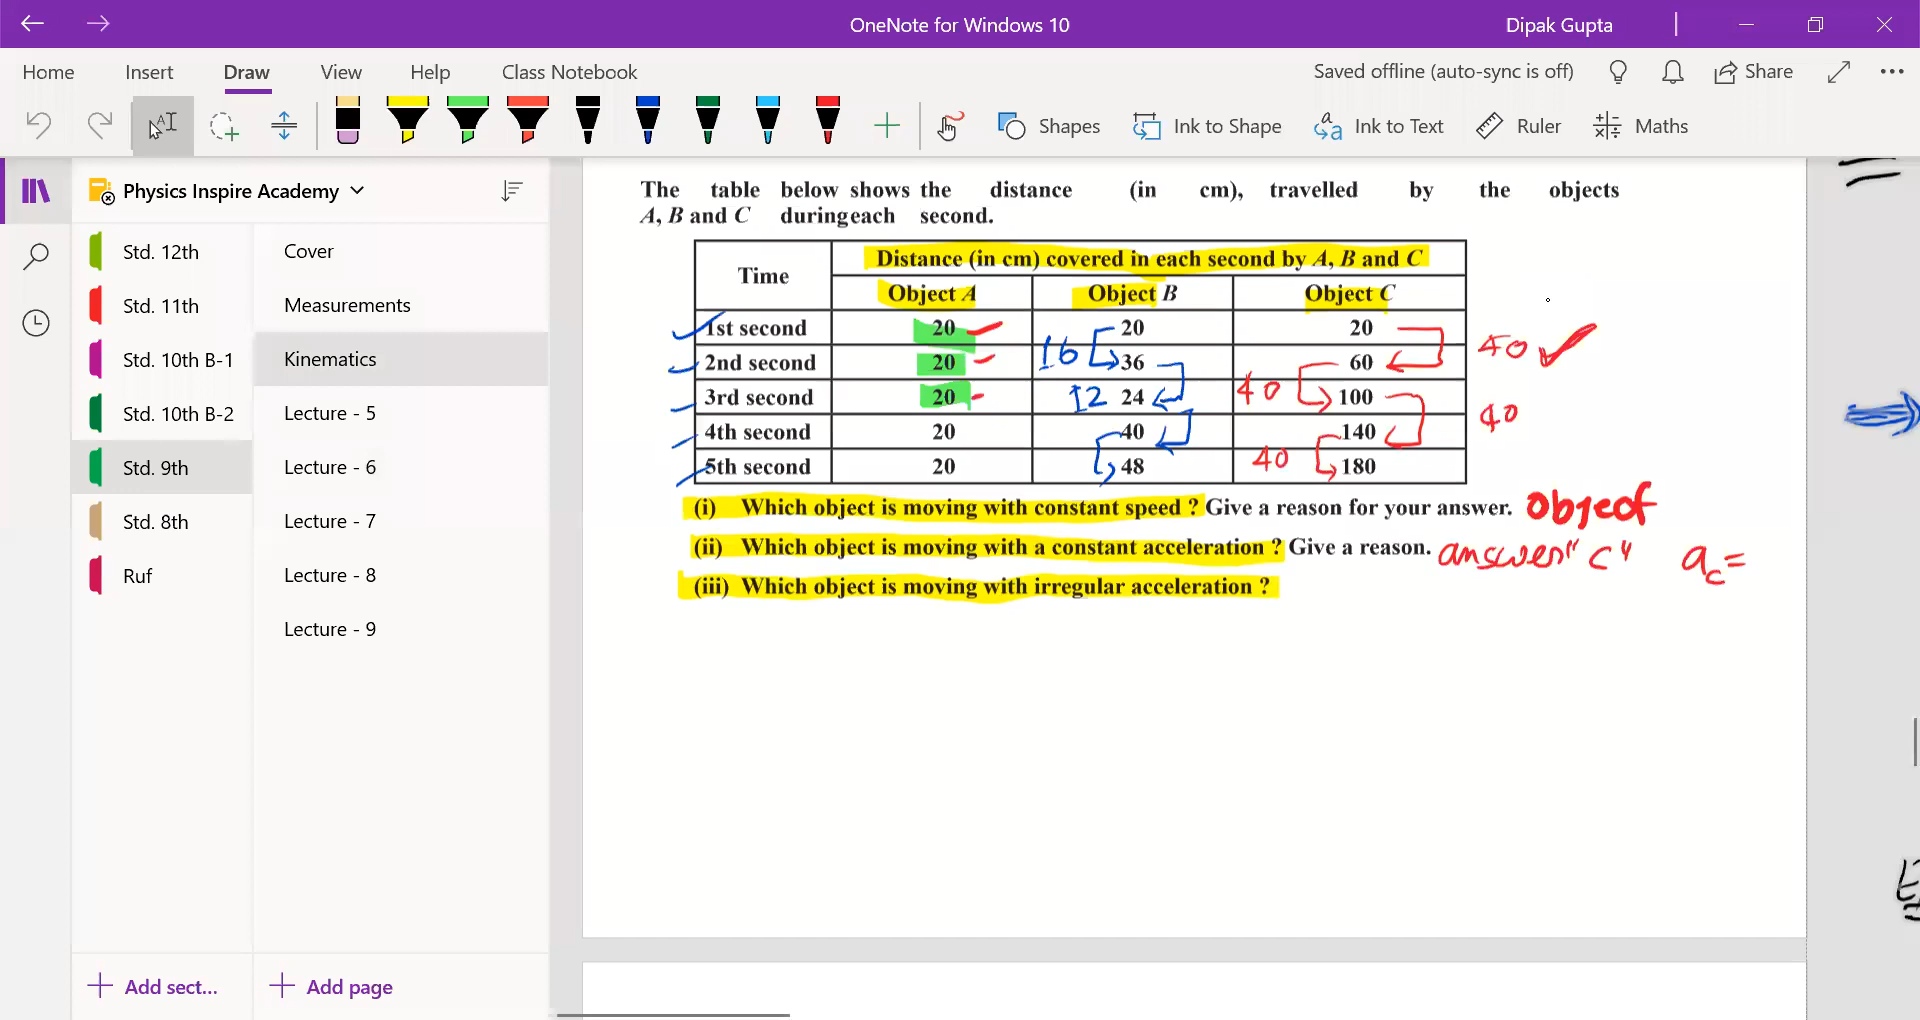 OneNote for Windows 10
Dipak Gupta
Home Insert Draw View Help Class Notebook
Saved offline (auto-sync is off) Share
Shapes Ink to Shape Ink to Text Ruler Maths
Physics Inspire Academy
Std. 12th
Std. 11th
Std. 10th B-1
Std. 10th B-2
Std. 9th
Std. 8th
Ruf
Add sect...
Cover
Measurements
Kinematics
Lecture - 5
Lecture - 6
Lecture - 7
Lecture - 8
Lecture - 9
Add page
The table below shows the distance (in cm), travelled by the objects
A, B and C duringeach second.
Time Distance (in cm) covered in each second by A, B and C
Object A Object B Object C
1st second 20 20 20
40
2nd second 20 16 36 60
3rd second 20 12 24 40 100
40
4th second 20 40 140
5th second 20 48 40 180
(i) Which object is moving with constant speed ? Give a reason for your answer. Object
(ii) Which object is moving with a constant acceleration ? Give a reason. answer "C" ac=
(iii) Which object is moving with irregular acceleration ?